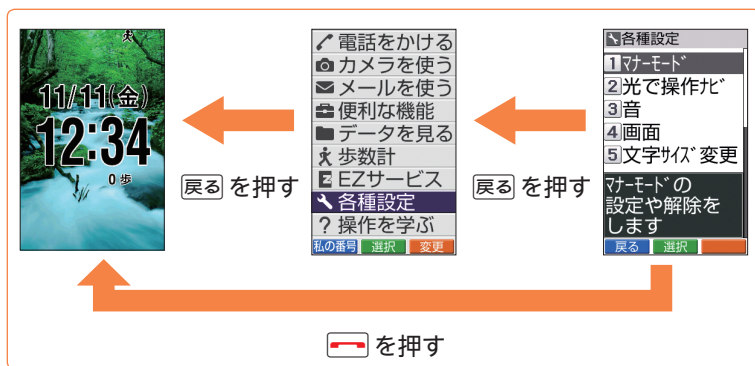 11/11(金)
12:34
0 歩
戻る を押す
電話をかける
カメラを使う
メールを使う
便利な機能
データを見る
歩数計
EZサービス
各種設定
? 操作を学ぶ
私の番号 選択 変更
戻る を押す
各種設定
1 ﾏﾅｰﾓｰﾄﾞ
2 光で操作ﾅﾋﾞ
3 音
4 画面
5 文字ｻｲｽﾞ変更
ﾏﾅｰﾓｰﾄﾞの
設定や解除を
します
戻る 選択
を押す